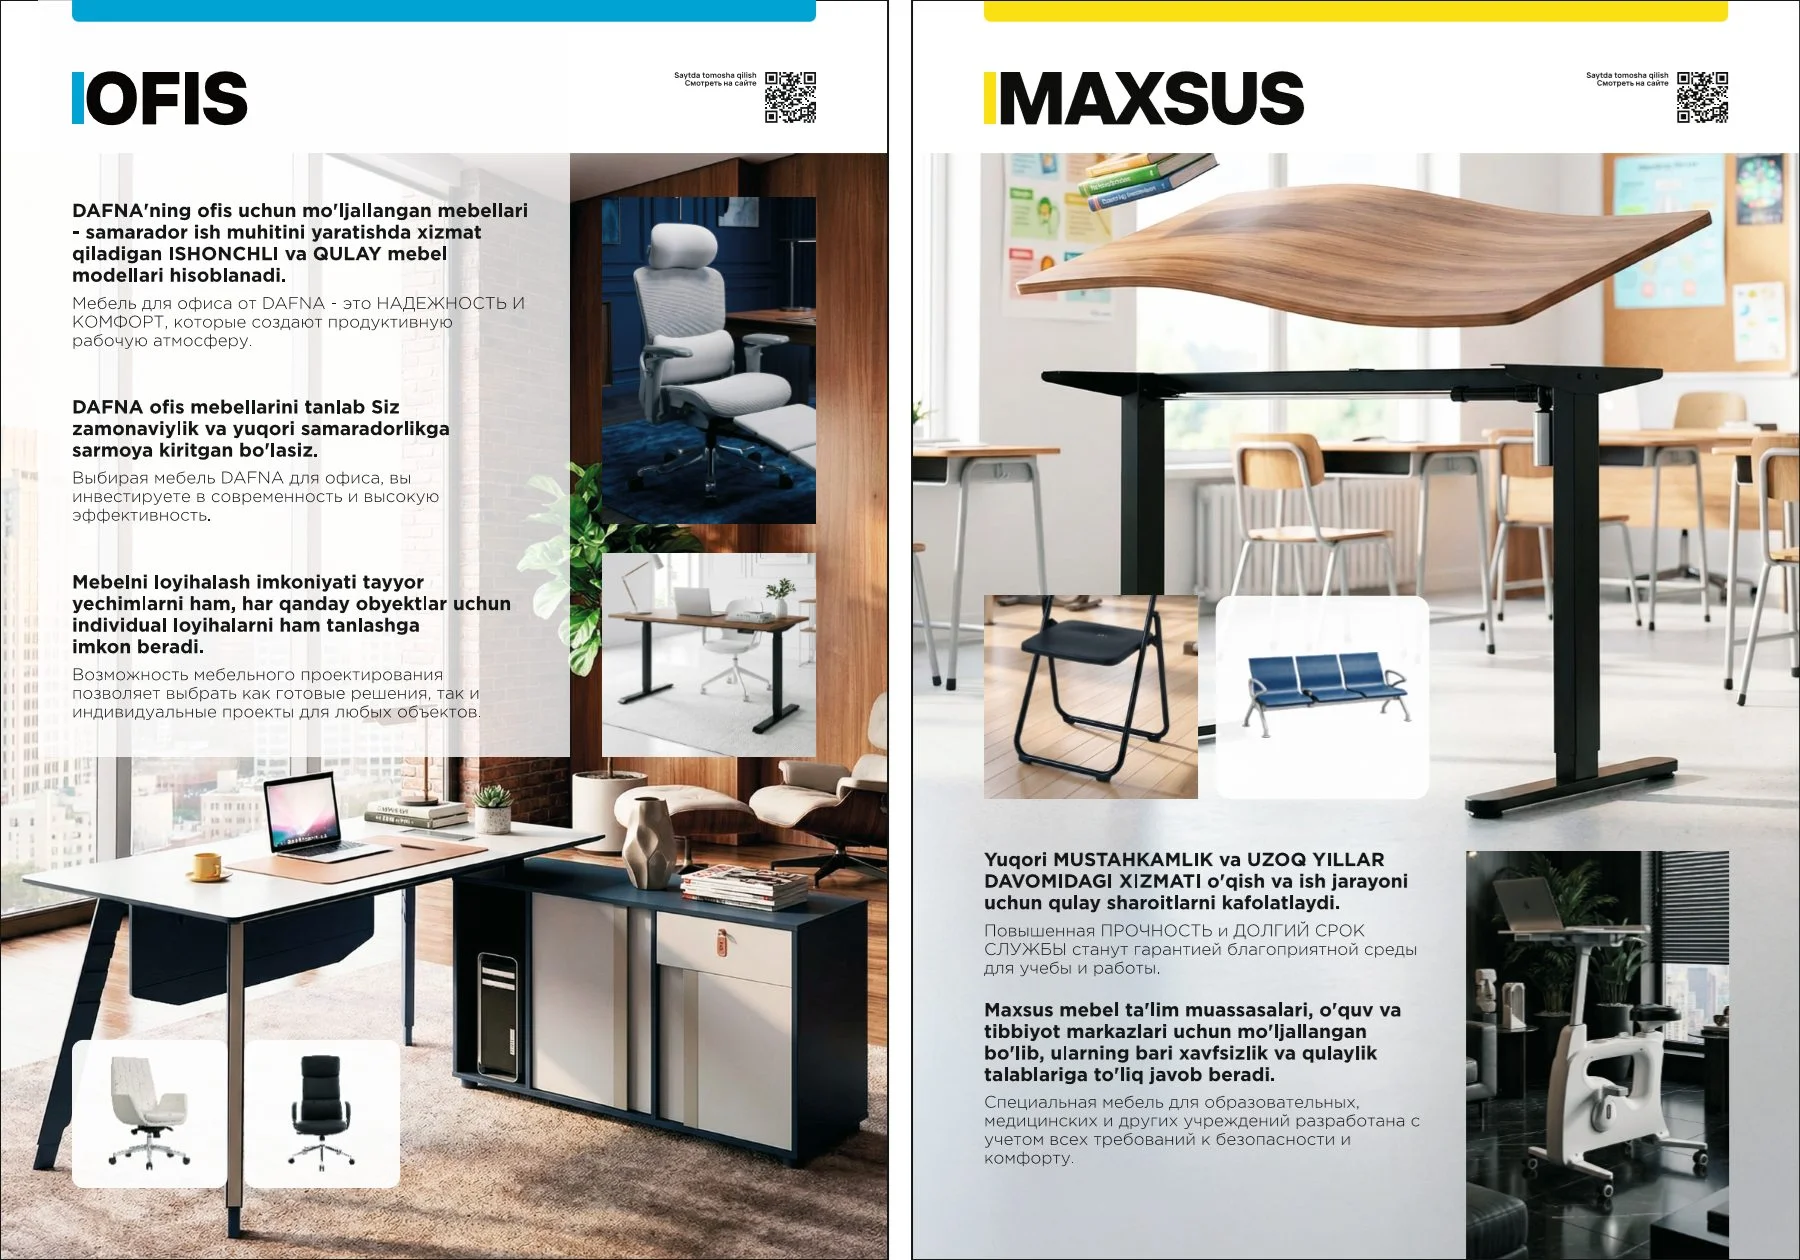 OFIS
Saytda tomosha qilish
Смотреть на сайте
DAFNA'ning ofis uchun mo'ljallangan mebellari
- samarador ish muhitini yaratishda xizmat
qiladigan ISHONCHLI va QULAY mebel
modellari hisoblanadi.
Мебель для офиса от DAFNA - это НАДЕЖНОСТЬ И
КОМФОРТ, которые создают продуктивную
рабочую атмосферу.
DAFNA ofis mebellarini tanlab Siz
zamonaviylik va yuqori samaradorlikga
sarmoya kiritgan bo'lasiz.
Выбирая мебель DAFNA для офиса, вы
инвестируете в современность и высокую
эффективность.
Mebelni loyihalash imkoniyati tayyor
yechimlarni ham, har qanday obyektlar uchun
individual loyihalarni ham tanlashga
imkon beradi.
Возможность мебельного проектирования
позволяет выбрать как готовые решения, так и
индивидуальные проекты для любых объектов.
MAXSUS
Saytda tomosha qilish
Смотреть на сайте
Yuqori MUSTAHKAMLIK va UZOQ YILLAR
DAVOMIDAGI XIZMATI o'qish va ish jarayoni
uchun qulay sharoitlarni kafolatlaydi.
Повышенная ПРОЧНОСТЬ и ДОЛГИЙ СРОК
СЛУЖБЫ станут гарантией благоприятной среды
для учебы и работы.
Maxsus mebel ta'lim muassasalari, o'quv va
tibbiyot markazlari uchun mo'ljallangan
bo'lib, ularning bari xavfsizlik va qulaylik
talablariga to'liq javob beradi.
Специальная мебель для образовательных,
медицинских и других учреждений разработана с
учетом всех требований к безопасности и
комфорту.